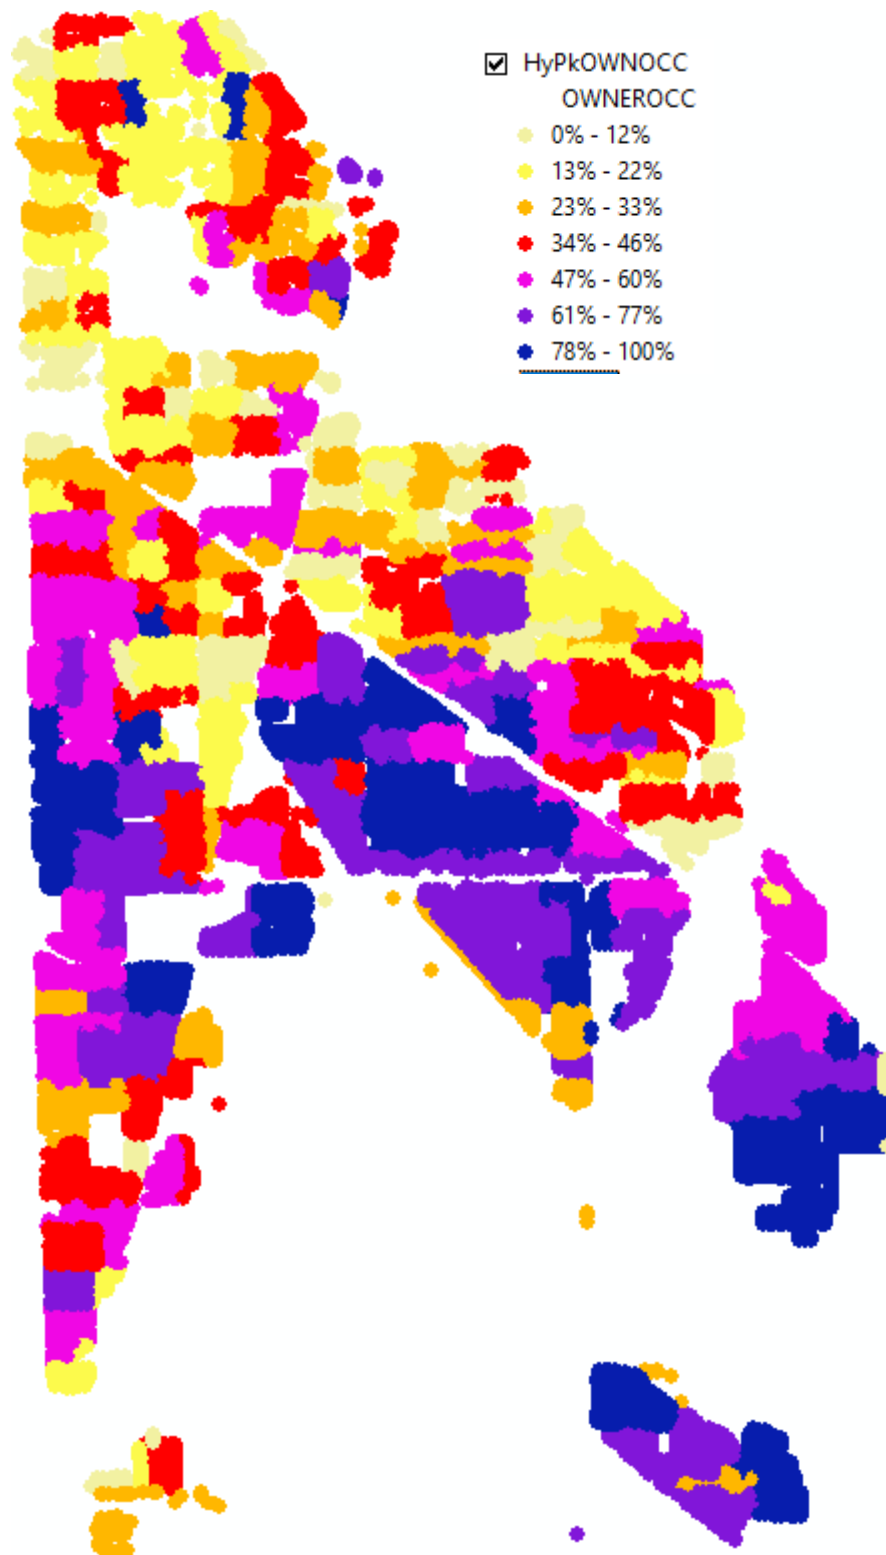 HyPkOWNOCC
OWNEROCC
0% - 12%
13% - 22%
23% - 33%
34% - 46%
47% - 60%
61% - 77%
78% - 100%